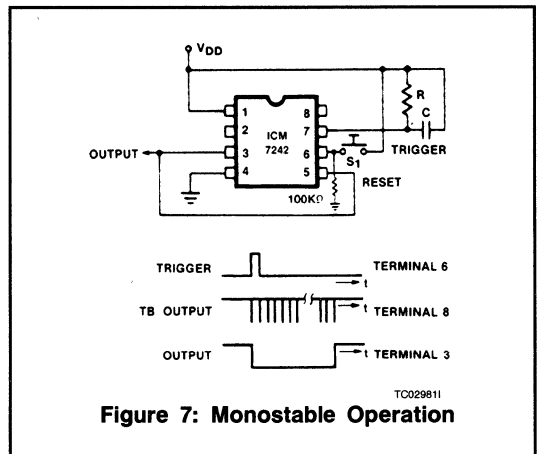 VDD
1
2
3
4
8
7
6
5
ICM
7242
R
C
TRIGGER
S1
OUTPUT
RESET
100KΩ
TRIGGER
TERMINAL 6
t
TB OUTPUT
t TERMINAL 8
OUTPUT
t TERMINAL 3
TC02981I
Figure 7: Monostable Operation